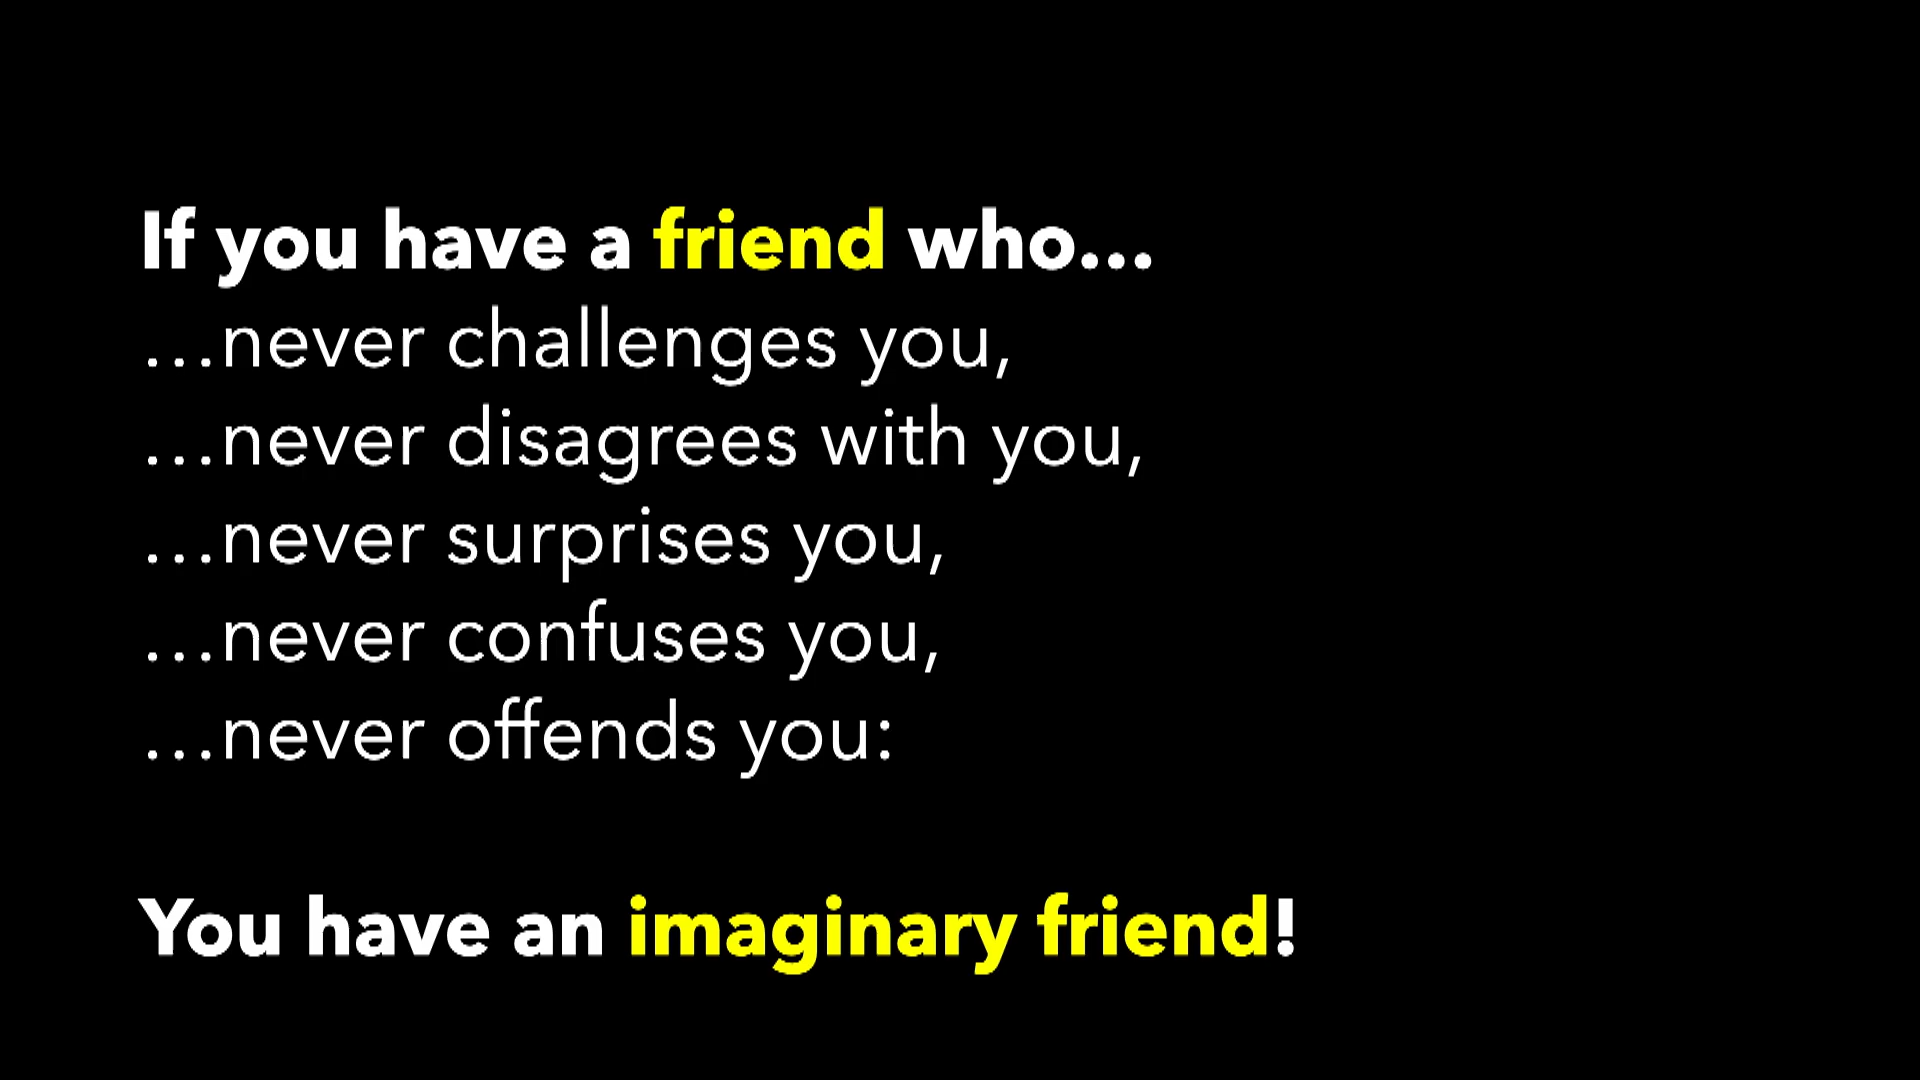 If you have a friend who...
...never challenges you,
...never disagrees with you,
...never surprises you,
...never confuses you,
...never offends you:
You have an imaginary friend!